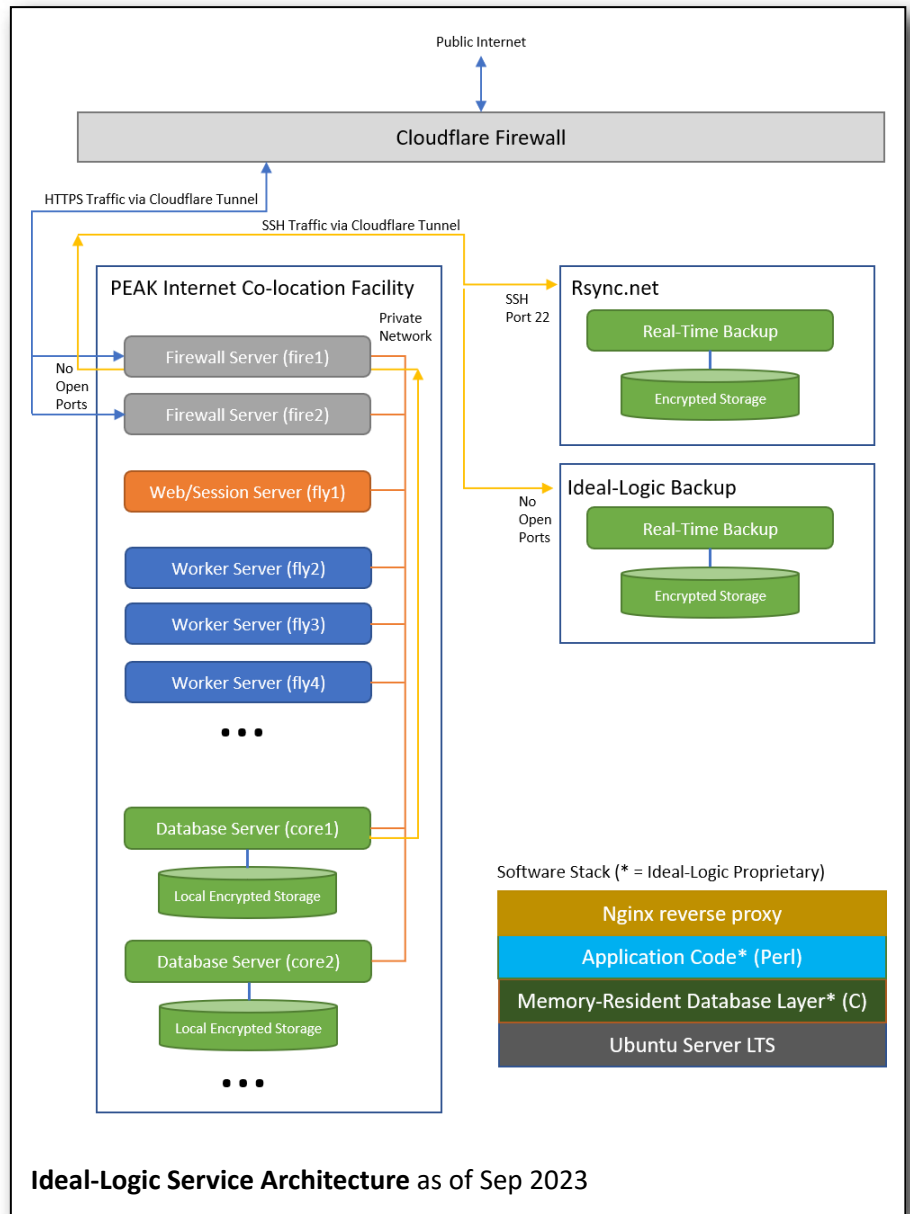 Public Internet
Cloudflare Firewall
HTTPS Traffic via Cloudflare Tunnel
SSH Traffic via Cloudflare Tunnel
PEAK Internet Co-location Facility
Private
Network
Firewall Server (fire1)
No
Open
Ports
Firewall Server (fire2)
Web/Session Server (fly1)
Worker Server (fly2)
Worker Server (fly3)
Worker Server (fly4)
...
Database Server (core1)
Local Encrypted Storage
Database Server (core2)
Local Encrypted Storage
...
SSH
Port 22
Rsync.net
Real-Time Backup
Encrypted Storage
No
Open
Ports
Ideal-Logic Backup
Real-Time Backup
Encrypted Storage
Software Stack (* = Ideal-Logic Proprietary)
Nginx reverse proxy
Application Code* (Perl)
Memory-Resident Database Layer* (C)
Ubuntu Server LTS
Ideal-Logic Service Architecture as of Sep 2023